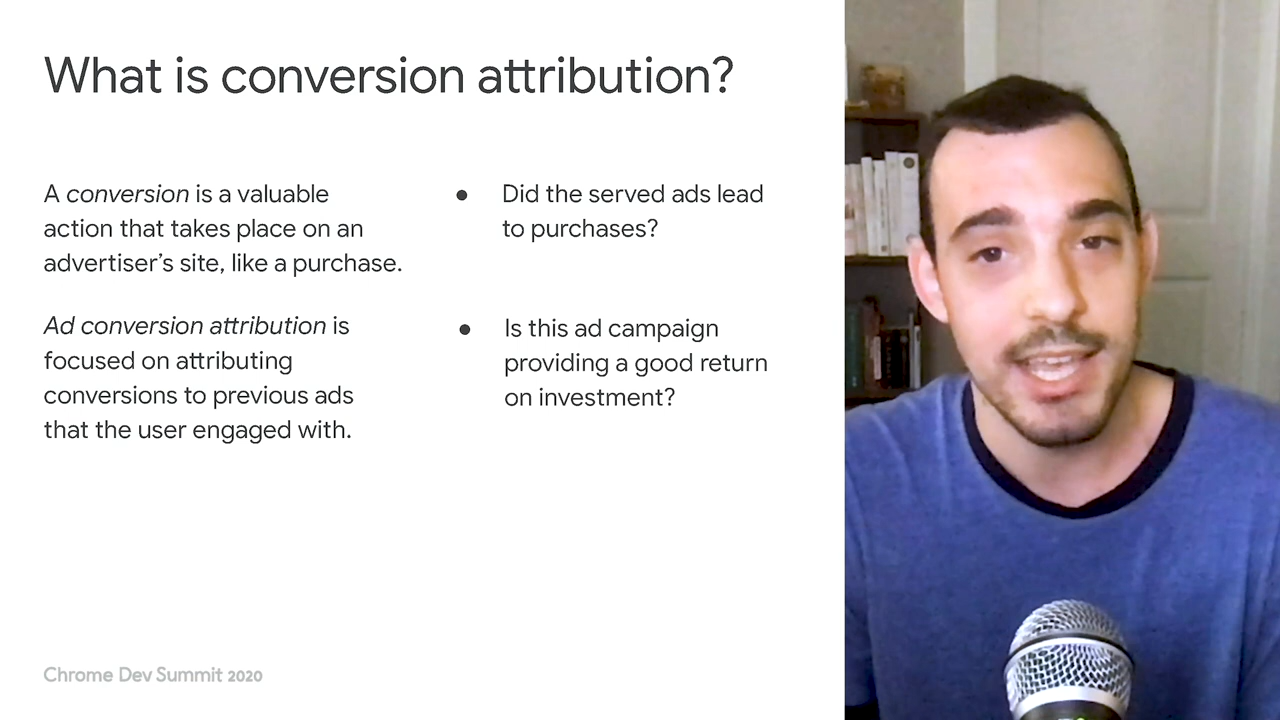 What is conversion attribution?
A conversion is a valuable
action that takes place on an
advertiser’s site, like a purchase.
Ad conversion attribution is
focused on attributing
conversions to previous ads
that the user engaged with.
● Did the served ads lead
to purchases?
● Is this ad campaign
providing a good return
on investment?
Chrome Dev Summit 2020